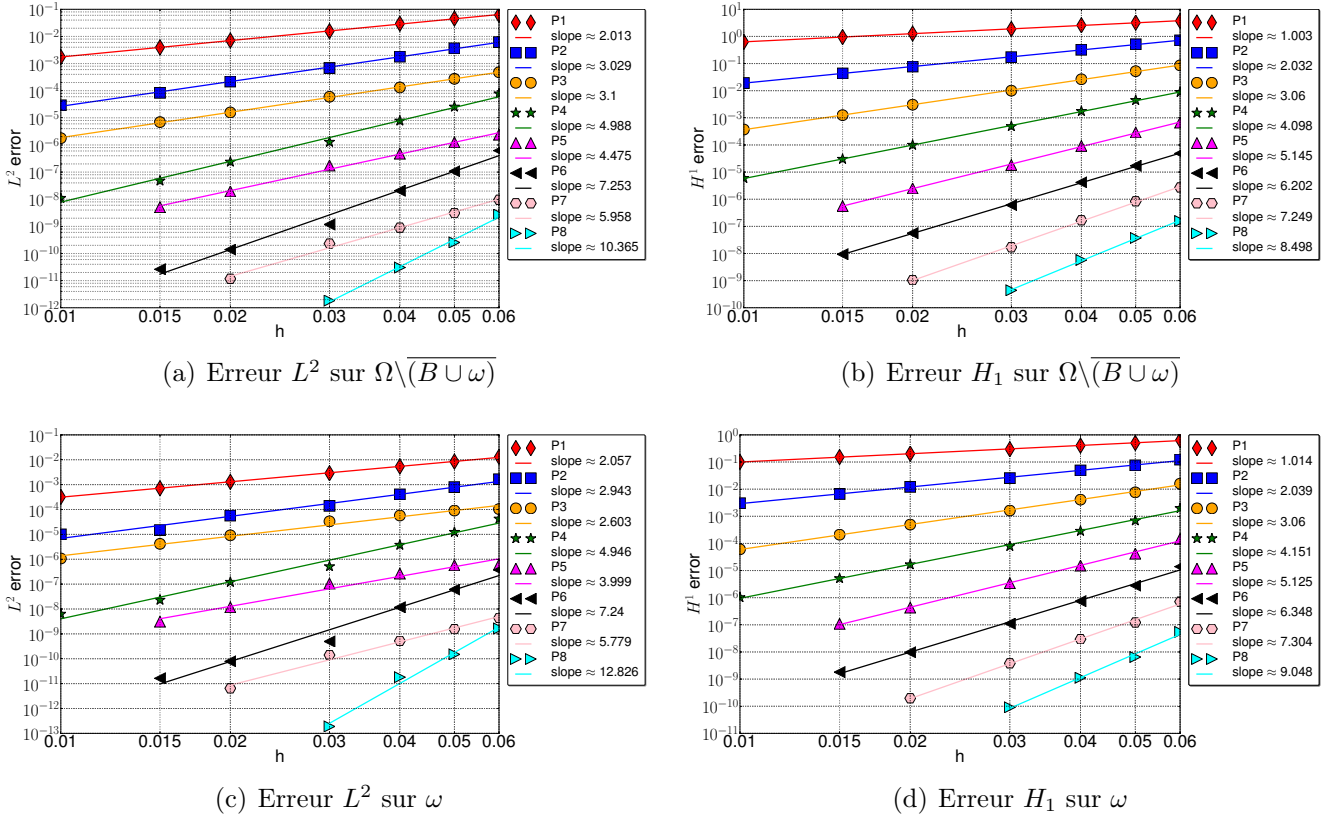 10^{-1}
10^{-2}
10^{-3}
10^{-4}
10^{-5}
10^{-6}
10^{-7}
10^{-8}
10^{-9}
10^{-10}
10^{-11}
10^{-12}
L^2 error
0.01 0.015 0.02 0.03 0.04 0.05 0.06
h
P1
slope ≈ 2.013
P2
slope ≈ 3.029
P3
slope ≈ 3.1
P4
slope ≈ 4.988
P5
slope ≈ 4.475
P6
slope ≈ 7.253
P7
slope ≈ 5.958
P8
slope ≈ 10.365
(a) Erreur L^2 sur Ω\\overline{(B ∪ ω)}
10^1
10^0
10^{-1}
10^{-2}
10^{-3}
10^{-4}
10^{-5}
10^{-6}
10^{-7}
10^{-8}
10^{-9}
10^{-10}
H^1 error
0.01 0.015 0.02 0.03 0.04 0.05 0.06
h
P1
slope ≈ 1.003
P2
slope ≈ 2.032
P3
slope ≈ 3.06
P4
slope ≈ 4.098
P5
slope ≈ 5.145
P6
slope ≈ 6.202
P7
slope ≈ 7.249
P8
slope ≈ 8.498
(b) Erreur H_1 sur Ω\\overline{(B ∪ ω)}
10^{-1}
10^{-2}
10^{-3}
10^{-4}
10^{-5}
10^{-6}
10^{-7}
10^{-8}
10^{-9}
10^{-10}
10^{-11}
10^{-12}
10^{-13}
L^2 error
0.01 0.015 0.02 0.03 0.04 0.05 0.06
h
P1
slope ≈ 2.057
P2
slope ≈ 2.943
P3
slope ≈ 2.603
P4
slope ≈ 4.946
P5
slope ≈ 3.999
P6
slope ≈ 7.24
P7
slope ≈ 5.779
P8
slope ≈ 12.826
(c) Erreur L^2 sur ω
10^0
10^{-1}
10^{-2}
10^{-3}
10^{-4}
10^{-5}
10^{-6}
10^{-7}
10^{-8}
10^{-9}
10^{-10}
10^{-11}
H^1 error
0.01 0.015 0.02 0.03 0.04 0.05 0.06
h
P1
slope ≈ 1.014
P2
slope ≈ 2.039
P3
slope ≈ 3.06
P4
slope ≈ 4.151
P5
slope ≈ 5.125
P6
slope ≈ 6.348
P7
slope ≈ 7.304
P8
slope ≈ 9.048
(d) Erreur H_1 sur ω